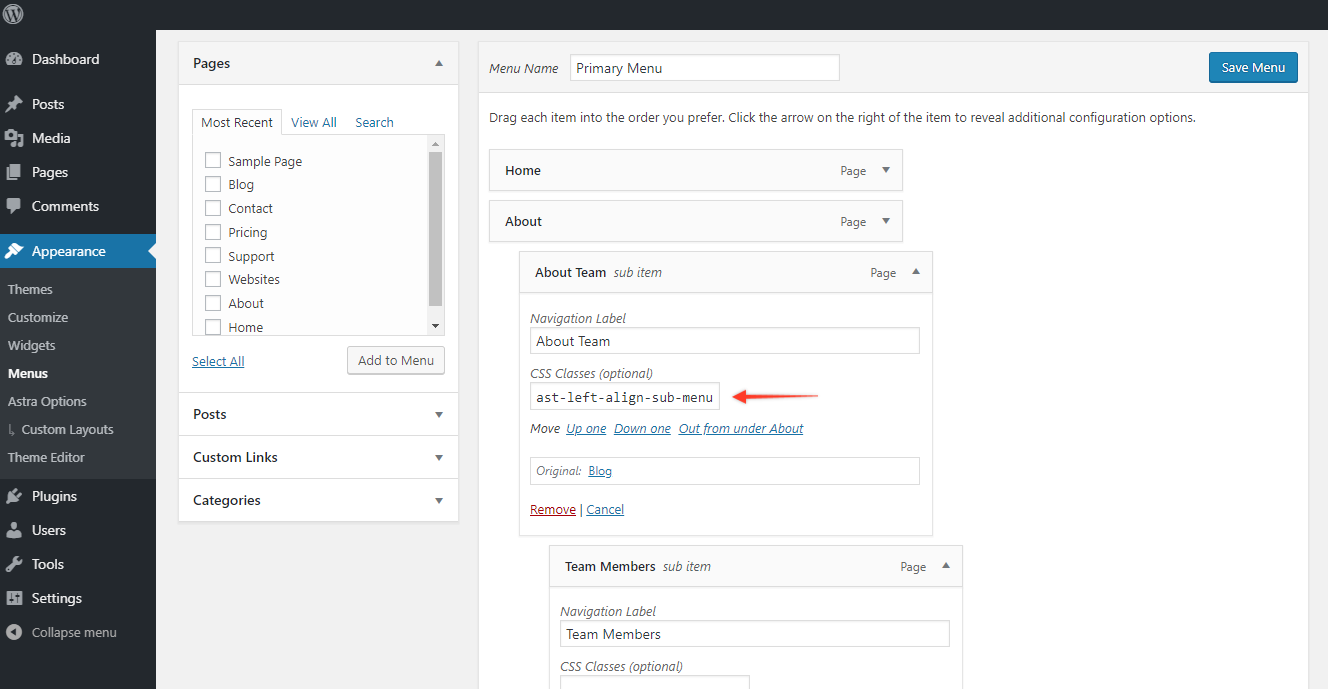 Dashboard
Posts
Media
Pages
Comments
Appearance
Themes
Customize
Widgets
Menus
Astra Options
Custom Layouts
Theme Editor
Plugins
Users
Tools
Settings
Collapse menu
Pages
Most Recent View All Search
Sample Page
Blog
Contact
Pricing
Support
Websites
About
Home
Select All Add to Menu
Posts
Custom Links
Categories
Menu Name Primary Menu Save Menu
Drag each item into the order you prefer. Click the arrow on the right of the item to reveal additional configuration options.
Home Page
About Page
About Team sub item Page
Navigation Label
About Team
CSS Classes (optional)
ast-left-align-sub-menu
Move Up one Down one Out from under About
Original: Blog
Remove | Cancel
Team Members sub item Page
Navigation Label
Team Members
CSS Classes (optional)